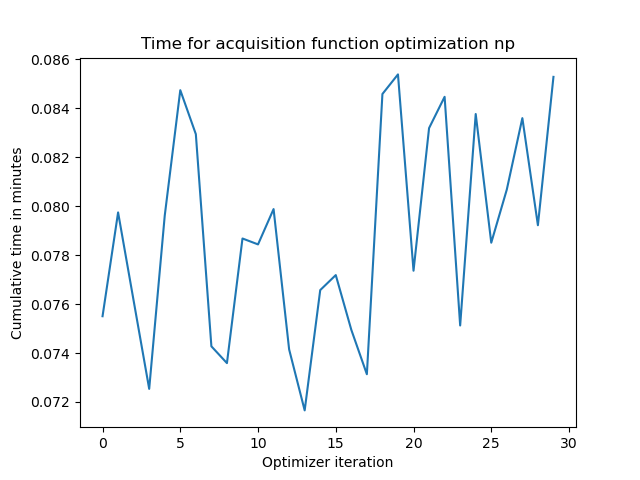 Time for acquisition function optimization np
0.086
0.084
0.082
0.080
0.078
0.076
0.074
0.072
Cumulative time in minutes
0 5 10 15 20 25 30
Optimizer iteration